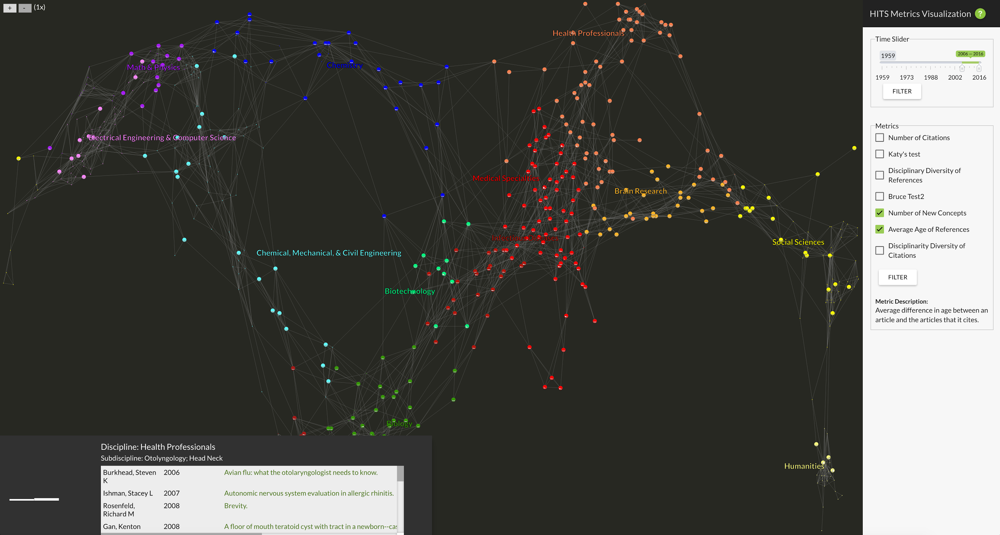 + - (1x)
HITS Metrics Visualization ?
Health Professionals
Math & Physics
Chemistry
Electrical Engineering & Computer Science
Medical Specialties
Brain Research
Infectious Diseases
Social Sciences
Chemical, Mechanical, & Civil Engineering
Biotechnology
Biology
Humanities
Time Slider
1959 2006 — 2016
1959 1973 1988 2002 2016
FILTER
Metrics
Number of Citations
Katy's test
Disciplinary Diversity of
References
Bruce Test2
Number of New Concepts
Average Age of References
Disciplinarity Diversity of
Citations
FILTER
Metric Description:
Average difference in age between an
article and the articles that it cites.
Discipline: Health Professionals
Subdiscipline: Otolyngology; Head Neck
Burkhead, Steven 2006 Avian flu: what the otolaryngologist needs to know.
K
Ishman, Stacey L 2007 Autonomic nervous system evaluation in allergic rhinitis.
Rosenfeld, 2008 Brevity.
Richard M
Gan, Kenton 2008 A floor of mouth teratoid cyst with tract in a newborn--cas